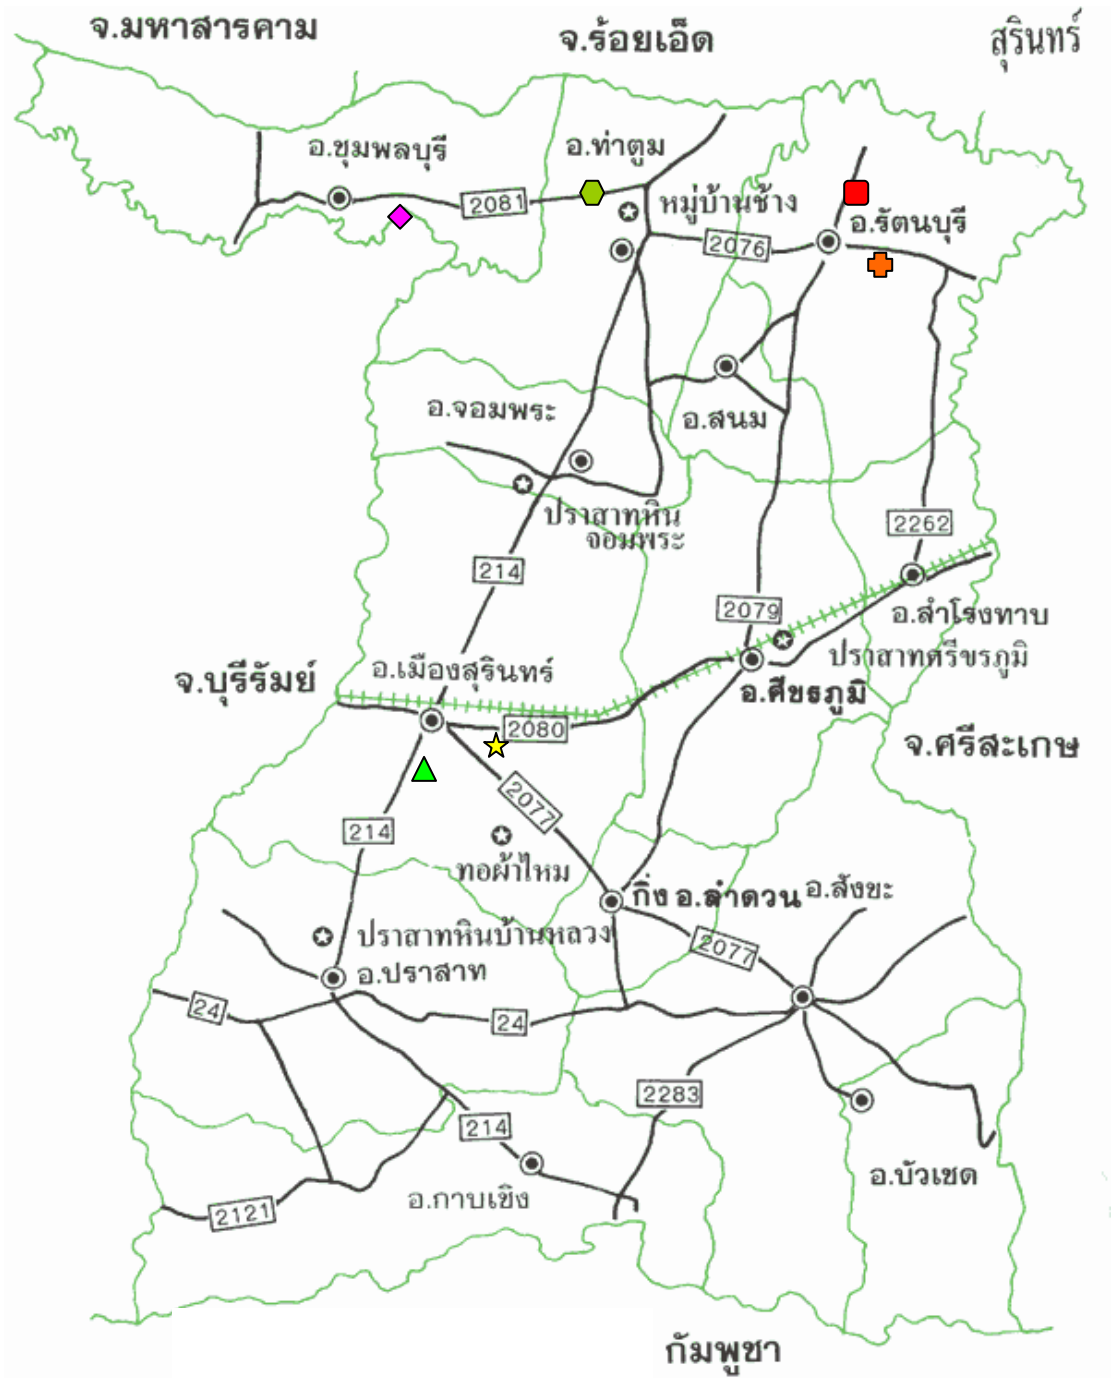 จ.มหาสารคาม
จ.ร้อยเอ็ด
สุรินทร์
อ.ชุมพลบุรี
อ.ท่าตูม
2081
หมู่บ้านช้าง
อ.รัตนบุรี
2076
อ.จอมพระ
อ.สนม
ปราสาทหิน
จอมพระ
2262
214
2079
อ.สำโรงทาบ
ปราสาทศรีขรภูมิ
อ.เมืองสุรินทร์
จ.บุรีรัมย์
อ.ศีขรภูมิ
2080
จ.ศรีสะเกษ
2077
214
ทอผ้าไหม
กิ่ง อ.ลำดวน
อ.สังขะ
ปราสาทหินบ้านหลวง
2077
อ.ปราสาท
24
24
2283
214
อ.บัวเชด
อ.กาบเชิง
2121
กัมพูชา